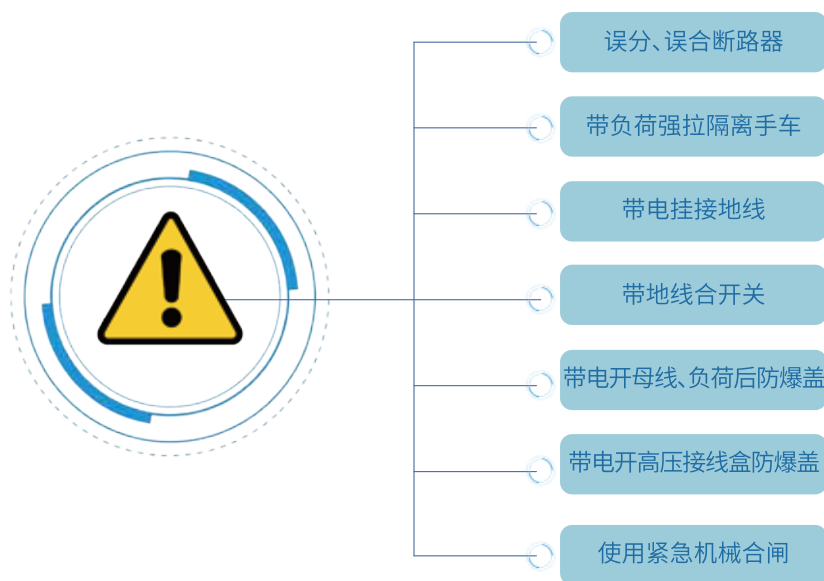 误分、误合断路器
带负荷强拉隔离手车
带电挂接地线
带地线合开关
带电开母线、负荷后防爆盖
带电开高压接线盒防爆盖
使用紧急机械合闸